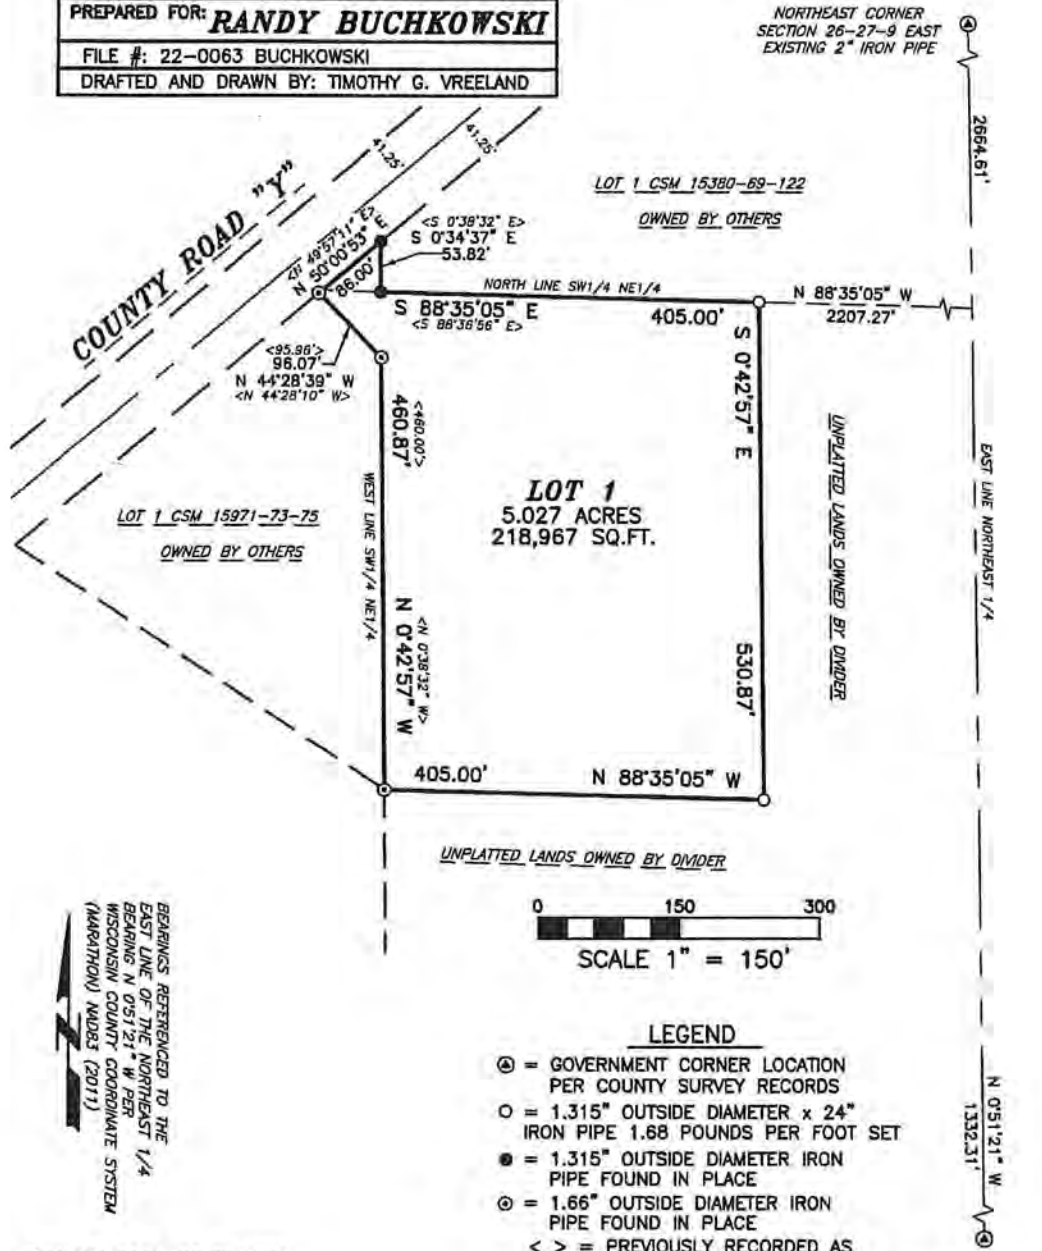 PREPARED FOR: RANDY BUCHKOWSKI
FILE #: 22-0063 BUCHKOWSKI
DRAFTED AND DRAWN BY: TIMOTHY G. VREELAND
NORTHEAST CORNER
SECTION 26-27-9 EAST
EXISTING 2" IRON PIPE
2664.61'
41.25'
41.25'
COUNTY ROAD "Y"
LOT 1 CSM 15380-69-122
OWNED BY OTHERS
<N 49°57'11" E>
N 50°00'53" E
86.00'
<S 0°38'32" E>
S 0°34'37" E
53.82'
NORTH LINE SW1/4 NE1/4
S 88°35'05" E
<S 88°36'56" E>
405.00'
N 88°35'05" W
2207.27'
<95.96'>
96.07'
N 44°28'39" W
<N 44°28'10" W>
S 0°42'57" E
530.87'
<460.00'>
460.87'
WEST LINE SW1/4 NE1/4
N 0°42'57" W
<N 0°38'32" W>
UNPLATTED LANDS OWNED BY DIVIDER
EAST LINE NORTHEAST 1/4
LOT 1
5.027 ACRES
218,967 SQ.FT.
LOT 1 CSM 15971-73-75
OWNED BY OTHERS
405.00'
N 88°35'05" W
UNPLATTED LANDS OWNED BY DIVIDER
0 150 300
SCALE 1" = 150'
BEARINGS REFERENCED TO THE
EAST LINE OF THE NORTHEAST 1/4
BEARING N 0°51'21" W PER
WISCONSIN COUNTY COORDINATE SYSTEM
(MARATHON) NAD83 (2011)
N 0°51'21" W
1332.31'
LEGEND
= GOVERNMENT CORNER LOCATION
PER COUNTY SURVEY RECORDS
= 1.315" OUTSIDE DIAMETER x 24"
IRON PIPE 1.68 POUNDS PER FOOT SET
= 1.315" OUTSIDE DIAMETER IRON
PIPE FOUND IN PLACE
= 1.66" OUTSIDE DIAMETER IRON
PIPE FOUND IN PLACE
< > = PREVIOUSLY RECORDED AS